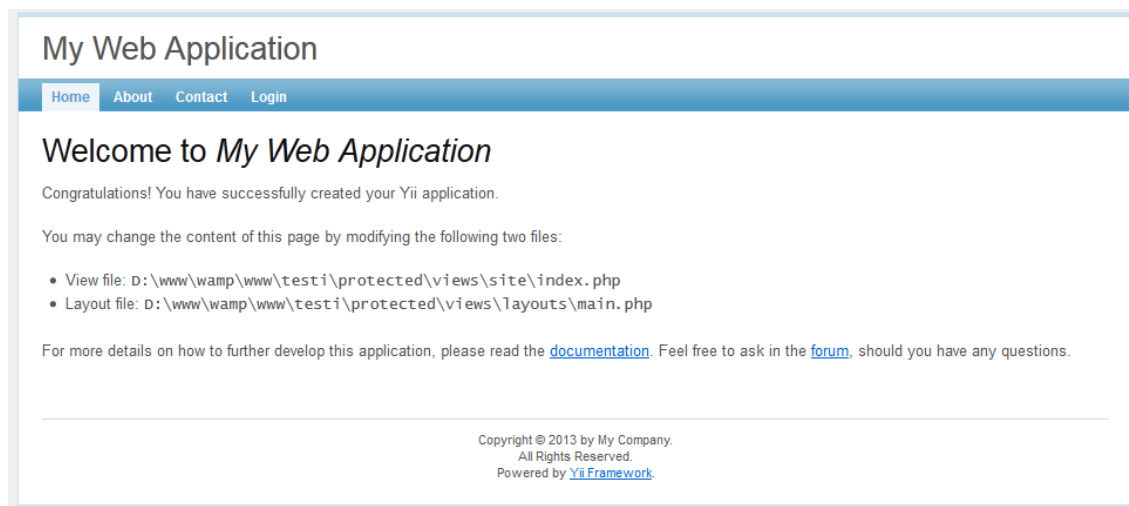 My Web Application
Home About Contact Login
Welcome to My Web Application
Congratulations! You have successfully created your Yii application.
You may change the content of this page by modifying the following two files:
• View file: D:\www\wamp\www\testi\protected\views\site\index.php
• Layout file: D:\www\wamp\www\testi\protected\views\layouts\main.php
For more details on how to further develop this application, please read the documentation. Feel free to ask in the forum, should you have any questions.
Copyright © 2013 by My Company.
All Rights Reserved.
Powered by Yii Framework.